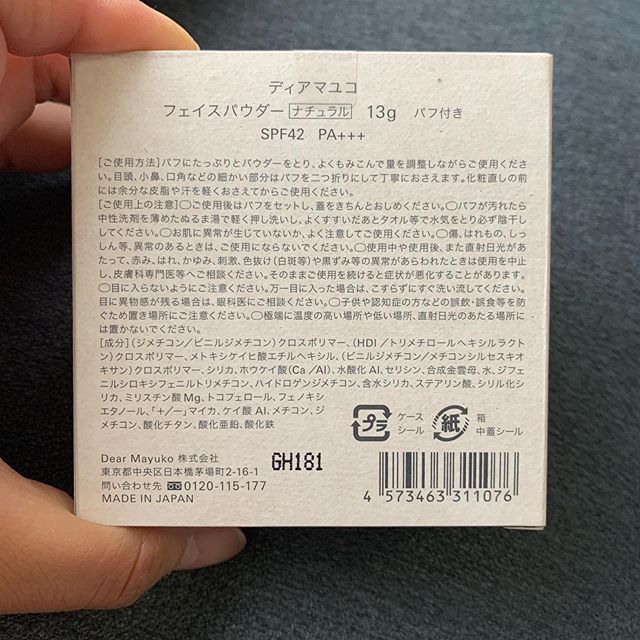 ディアマユコ
フェイスパウダー ナチュラル 13g パフ付き
SPF42 PA+++
[ご使用方法]パフにたっぷりとパウダーをとり、よくもみこんで量を調整しながらご使用くださ
い。目頭、小鼻、口角などの細かい部分はパフを二つ折りにして丁寧におさえます。化粧直しの前
には余分な皮脂や汗を軽くおさえてからご使用ください。
[ご使用上の注意]〇ご使用後はパフをセットし、蓋をきちんとおしめください。〇パフが汚れたら
中性洗剤を薄めたぬるま湯で軽く押し洗いし、よくすすいだあとタオル等で水気をとり必ず陰干し
してください。〇お肌に異常が生じていないか、よく注意してご使用ください。〇傷、はれもの、しっ
しん等、異常のあるときは、ご使用にならないでください。〇使用中や使用後、また直射日光があ
たって、赤み、はれ、かゆみ、刺激、色抜け(白斑等)や黒ずみ等の異常があらわれたときは使用を中止
し、皮膚科専門医等へご相談ください。そのままご使用を続けると症状が悪化することがあります。
〇目に入らないようにご注意ください。万一目に入った場合は、こすらずにすぐ洗い流してください。
目に異物感が残る場合は、眼科医にご相談ください。〇子供や認知症の方などの誤飲・誤食等を防
ぐため置き場所にご注意ください。〇極端に温度の高い場所や低い場所、直射日光のあたる場所に
は置かないでください。
[成分](ジメチコン/ビニルジメチコン)クロスポリマー、(HDI/トリメチロールヘキシルラクト
ン)クロスポリマー、メトキシケイヒ酸エチルヘキシル、(ビニルジメチコン/メチコンシルセスキオ
キサン)クロスポリマー、シリカ、ホウケイ酸(Ca/Al)、水酸化Al、セリシン、合成金雲母、水、ジフ
ェニルシロキシフェニルトリメチコン、ハイドロゲンジメチコン、含水シリカ、ステアリン酸、シリル化シ
リカ、ミリスチン酸Mg、トコフェロール、フェノキシ
エタノール、「+/−」マイカ、ケイ酸Al、メチコン、ジメ
チコン、酸化チタン、酸化亜鉛、酸化鉄
プラ ケース シール 紙 箱 中蓋シール
Dear Mayuko 株式会社
東京都中央区日本橋茅場町2-16-1
問い合わせ先 0120-115-177
MADE IN JAPAN
GH181
4 573463 311076